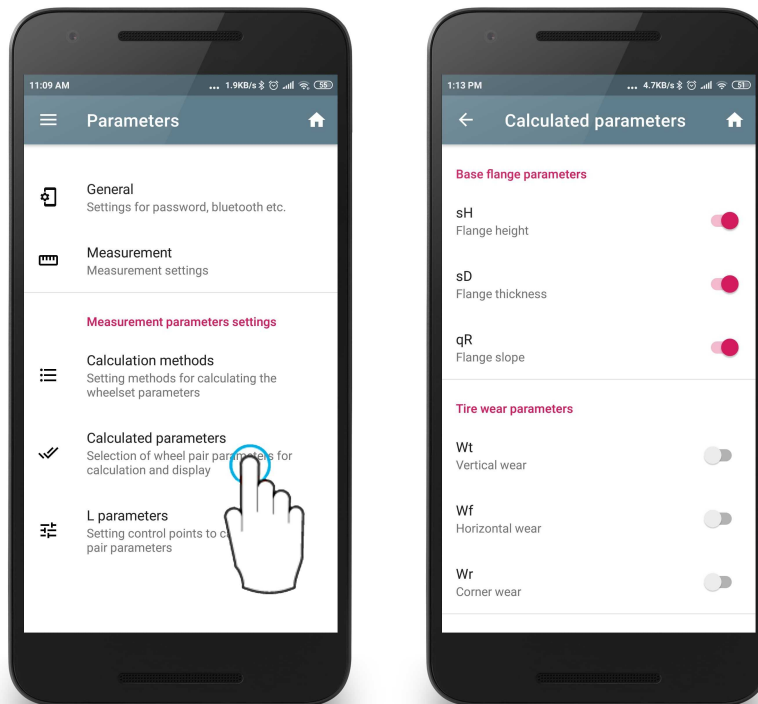 11:09 AM
... 1.9KB/s 55
Parameters
General
Settings for password, bluetooth etc.
Measurement
Measurement settings
Measurement parameters settings
Calculation methods
Setting methods for calculating the
wheelset parameters
Calculated parameters
Selection of wheel pair parameters for
calculation and display
L parameters
Setting control points to
pair parameters
1:13 PM
... 4.7KB/s 51
Calculated parameters
Base flange parameters
sH
Flange height
sD
Flange thickness
qR
Flange slope
Tire wear parameters
Wt
Vertical wear
Wf
Horizontal wear
Wr
Corner wear